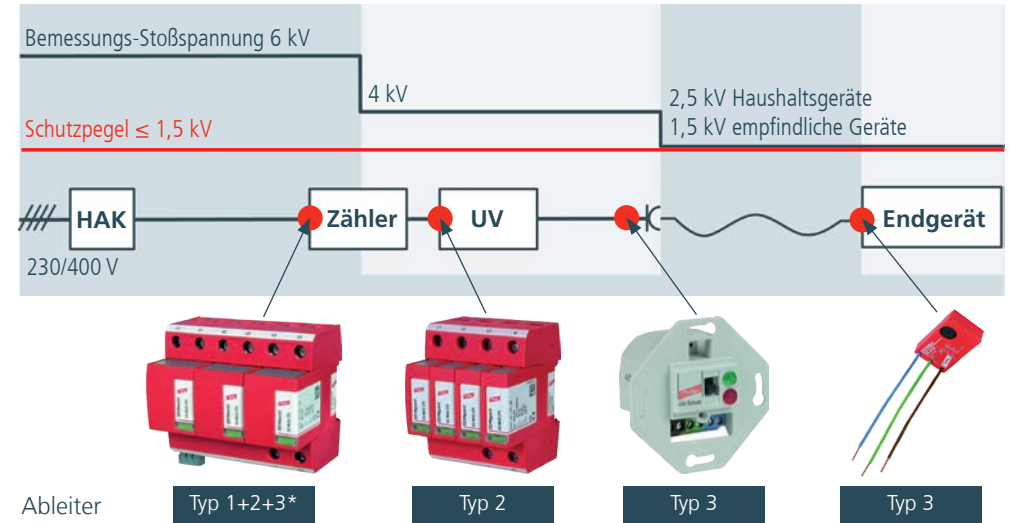 Bemessungs-Stoßspannung 6 kV
4 kV
2,5 kV Haushaltsgeräte
1,5 kV empfindliche Geräte
Schutzpegel ≤ 1,5 kV
HAK
Zähler
UV
Endgerät
230/400 V
Ableiter
Typ 1+2+3*
Typ 2
Typ 3
Typ 3